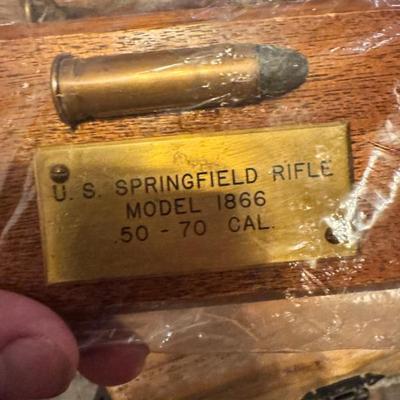 U. S. SPRINGFIELD RIFLE
MODEL 1866
.50 - 70 CAL.